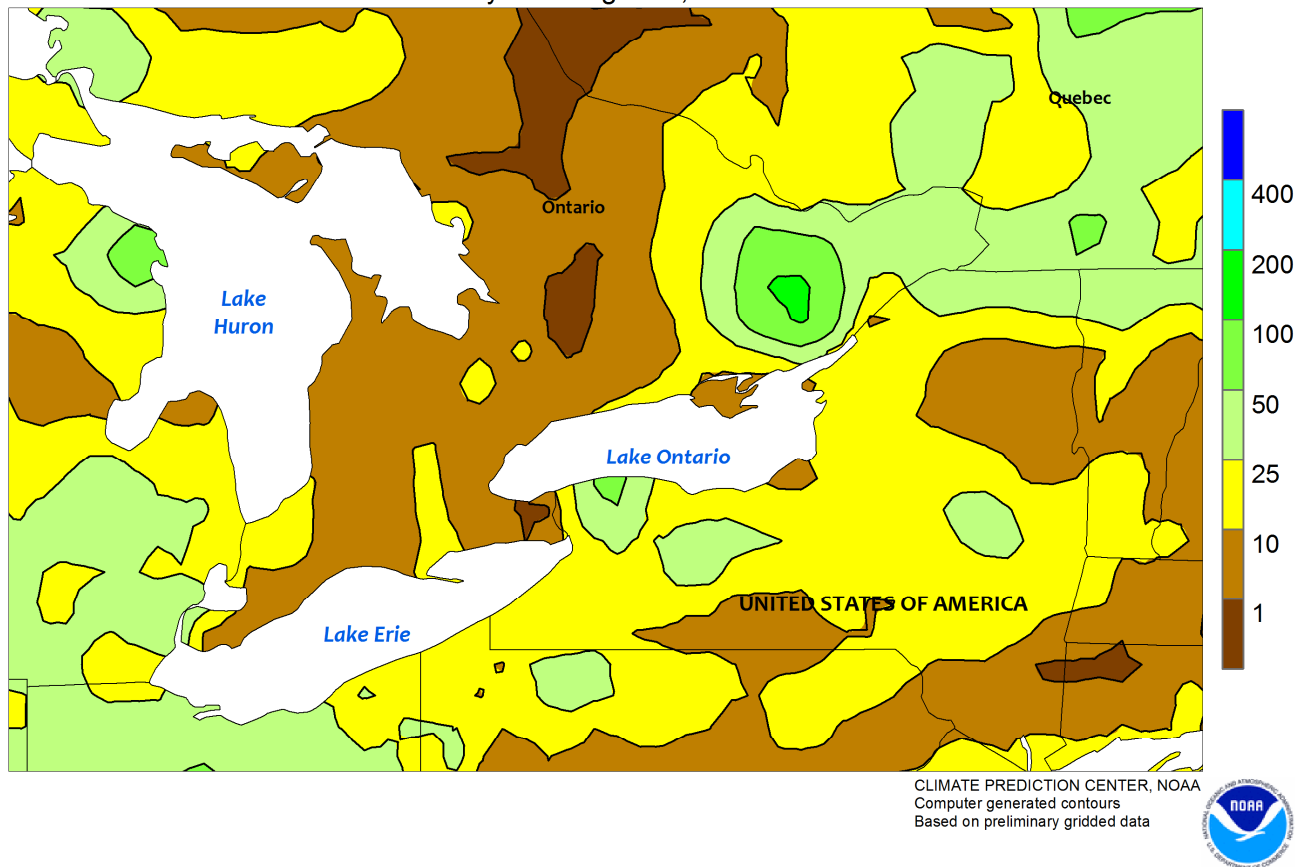 Quebec
Ontario
Lake
Huron
Lake Ontario
UNITED STATES OF AMERICA
Lake Erie
400
200
100
50
25
10
1
CLIMATE PREDICTION CENTER, NOAA
Computer generated contours
Based on preliminary gridded data
NOAA